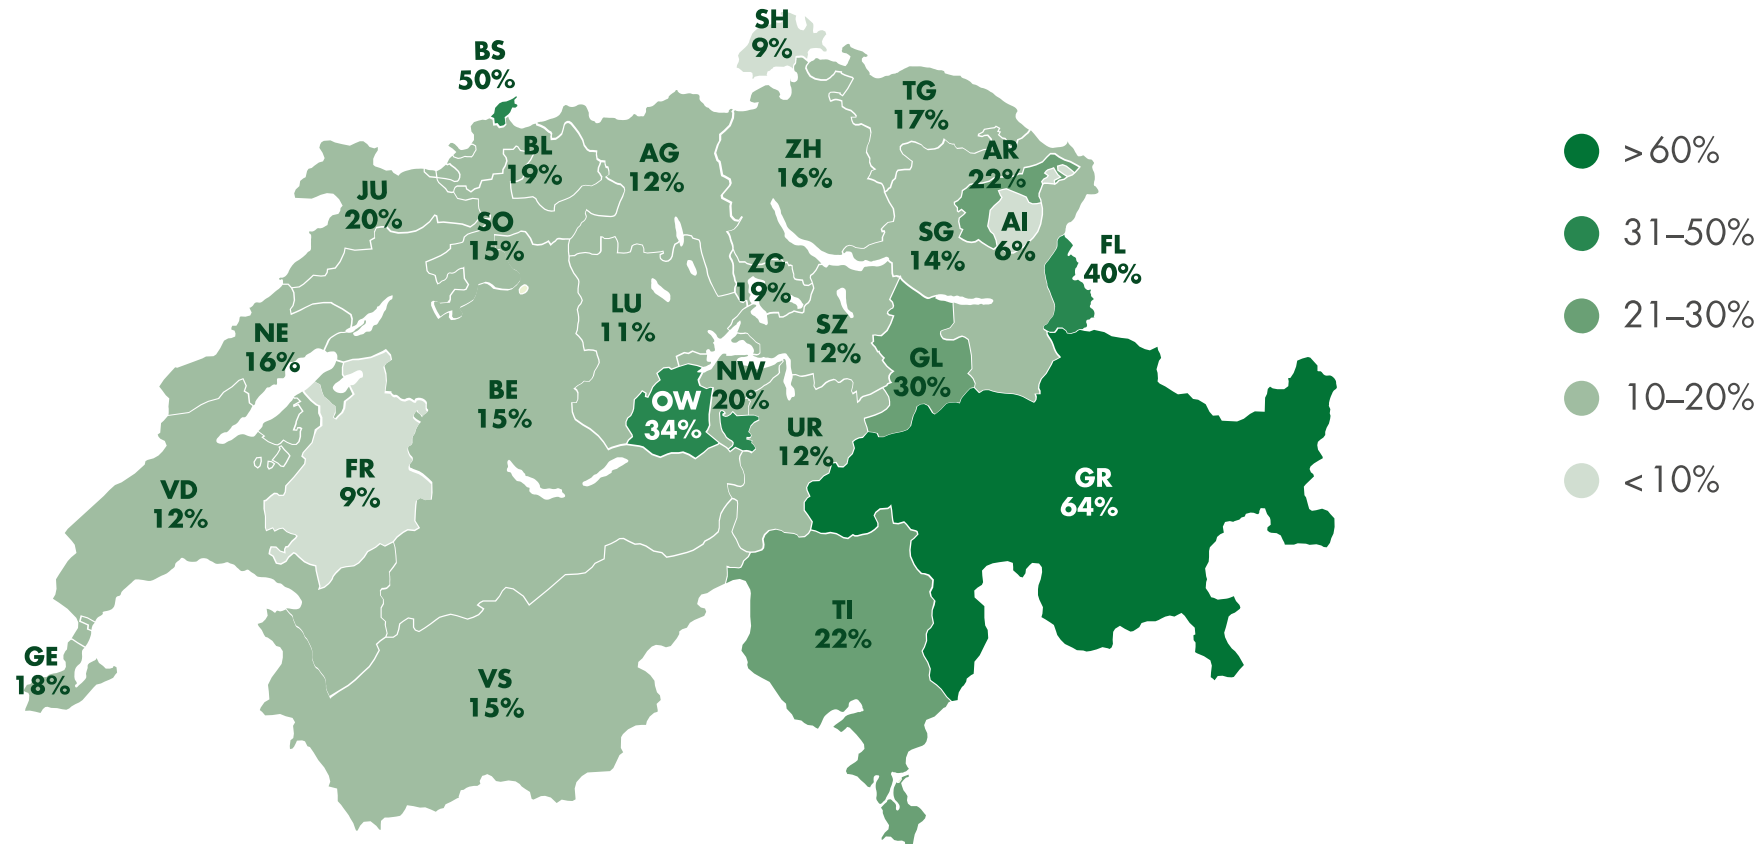 SH
9%
BS
50%
TG
17%
BL
19%
AG
12%
ZH
16%
AR
22%
JU
20%
SO
15%
SG
14%
AI
6%
FL
40%
ZG
19%
LU
11%
SZ
12%
NE
16%
GL
30%
NW
20%
BE
15%
OW
34%
UR
12%
FR
9%
GR
64%
VD
12%
TI
22%
GE
18%
VS
15%
>60%
31–50%
21–30%
10–20%
<10%